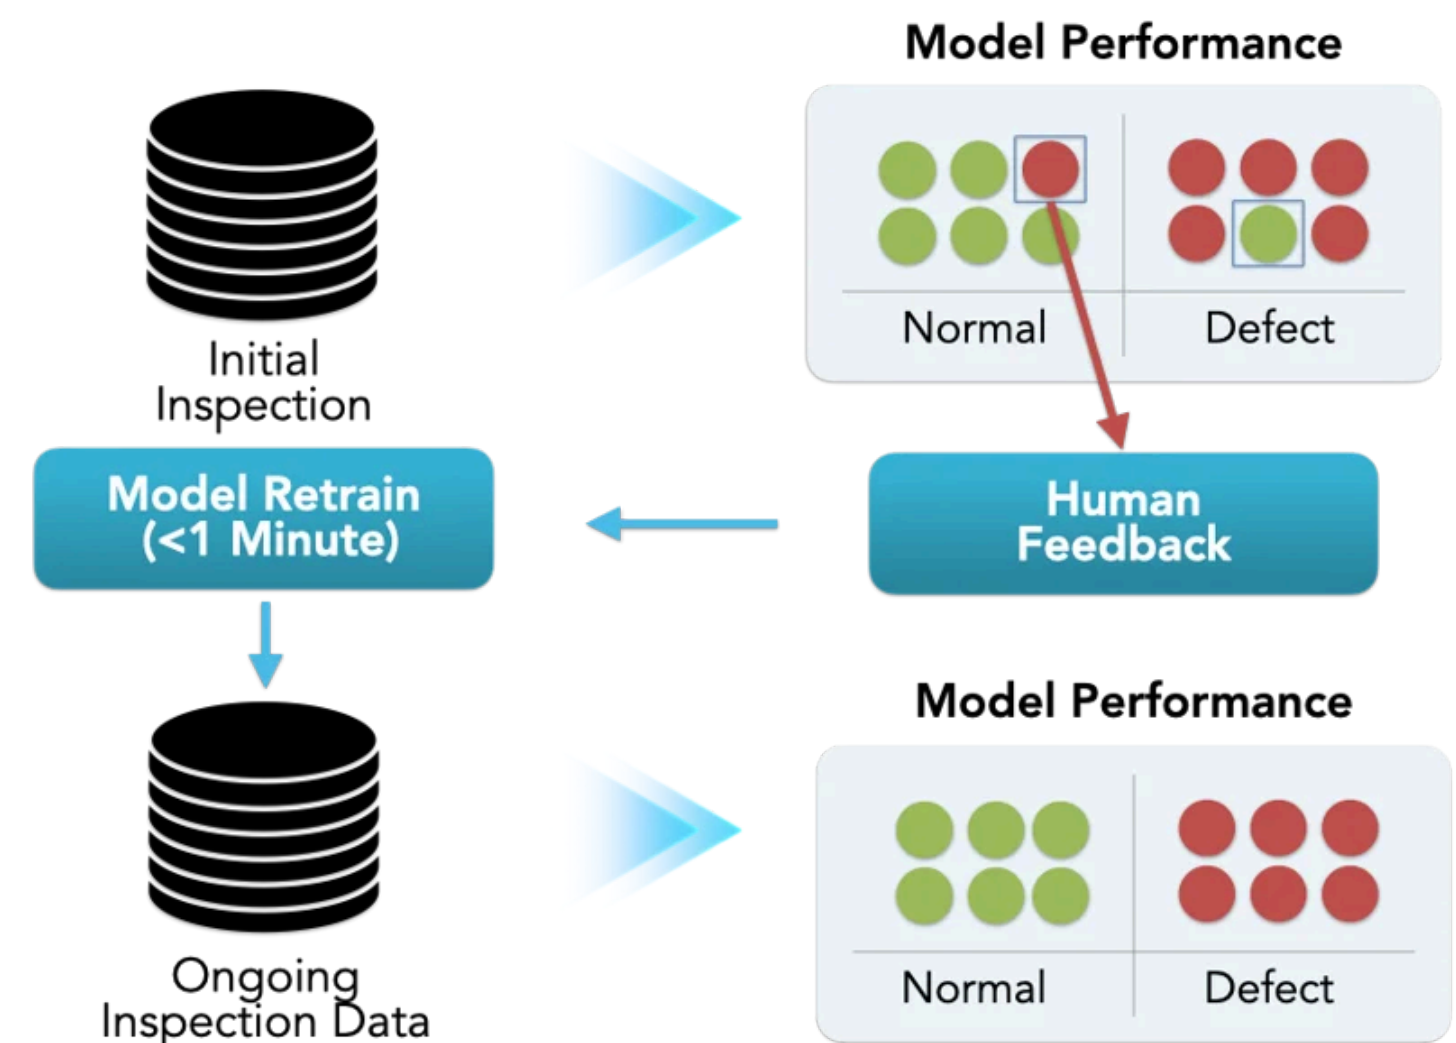 Model Performance
Normal
Defect
Initial
Inspection
Model Retrain
(<1 Minute)
Human
Feedback
Model Performance
Normal
Defect
Ongoing
Inspection Data